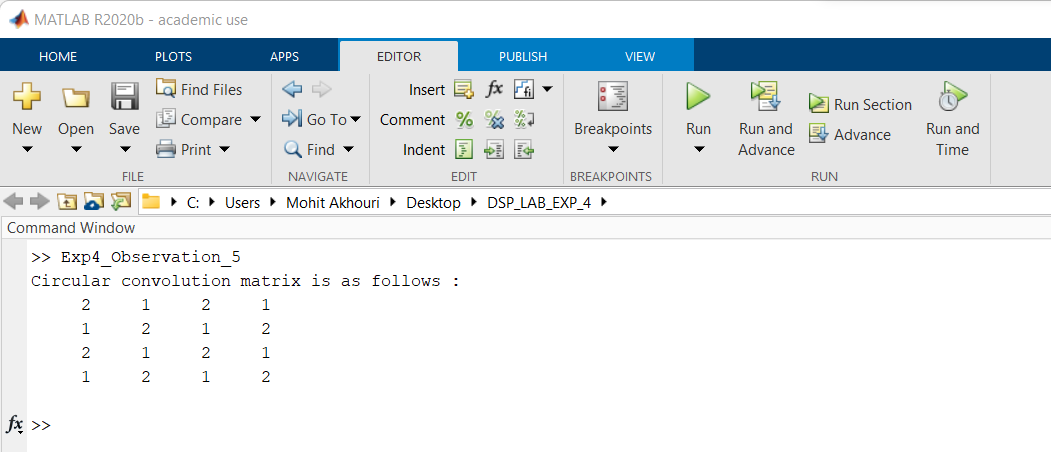 MATLAB R2020b - academic use
HOME PLOTS APPS EDITOR PUBLISH VIEW
New Open Save Find Files Compare Print
FILE
Go To Find
NAVIGATE
Insert fx fi
Comment % % %
Indent
EDIT
Breakpoints
BREAKPOINTS
Run Run and Advance Run Section Advance Run and Time
RUN
C: Users Mohit Akhouri Desktop DSP_LAB_EXP_4
Command Window
>> Exp4_Observation_5
Circular convolution matrix is as follows :
2 1 2 1
1 2 1 2
2 1 2 1
1 2 1 2
fx >>